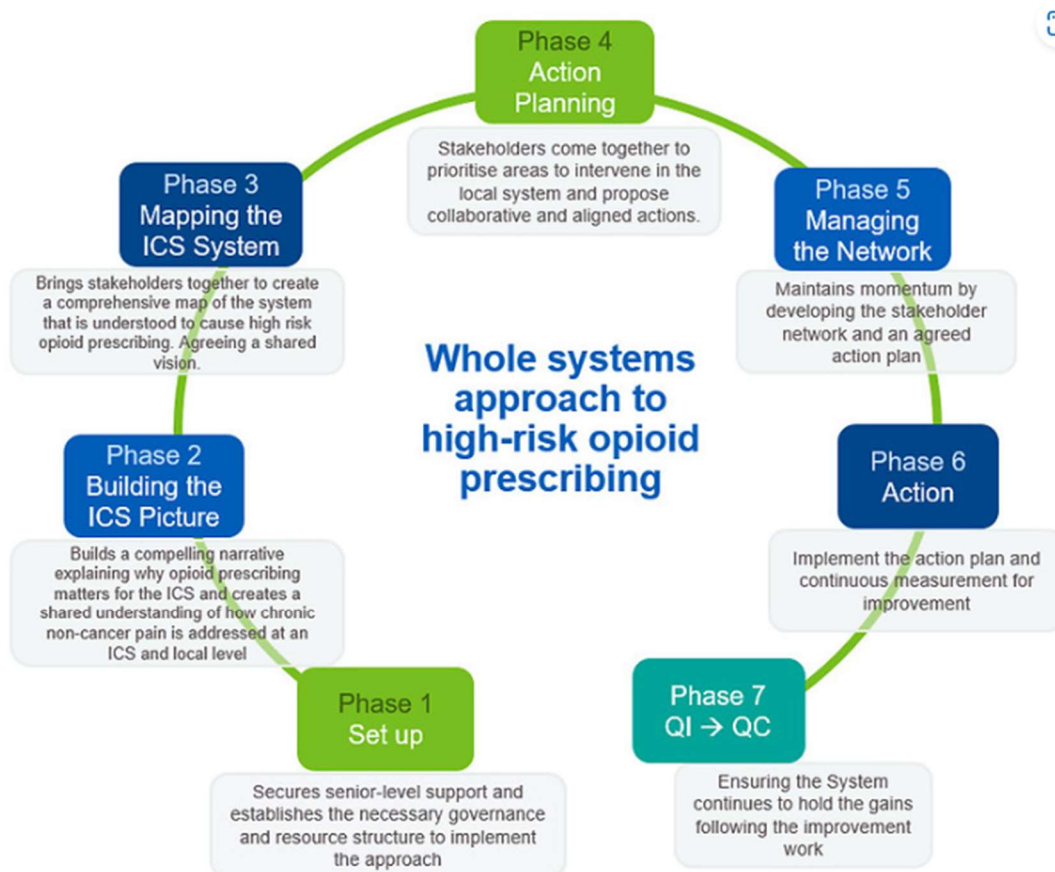 Phase 4
Action
Planning
Stakeholders come together to
prioritise areas to intervene in the
local system and propose
collaborative and aligned actions.
Phase 3
Mapping the
ICS System
Brings stakeholders together to create
a comprehensive map of the system
that is understood to cause high risk
opioid prescribing. Agreeing a shared
vision.
Phase 5
Managing
the Network
Maintains momentum by
developing the stakeholder
network and an agreed
action plan
Whole systems
approach to
high-risk opioid
prescribing
Phase 2
Building the
ICS Picture
Builds a compelling narrative
explaining why opioid prescribing
matters for the ICS and creates a
shared understanding of how chronic
non-cancer pain is addressed at an
ICS and local level
Phase 6
Action
Implement the action plan and
continuous measurement for
improvement
Phase 1
Set up
Secures senior-level support and
establishes the necessary governance
and resource structure to implement
the approach
Phase 7
QI → QC
Ensuring the System
continues to hold the gains
following the improvement
work